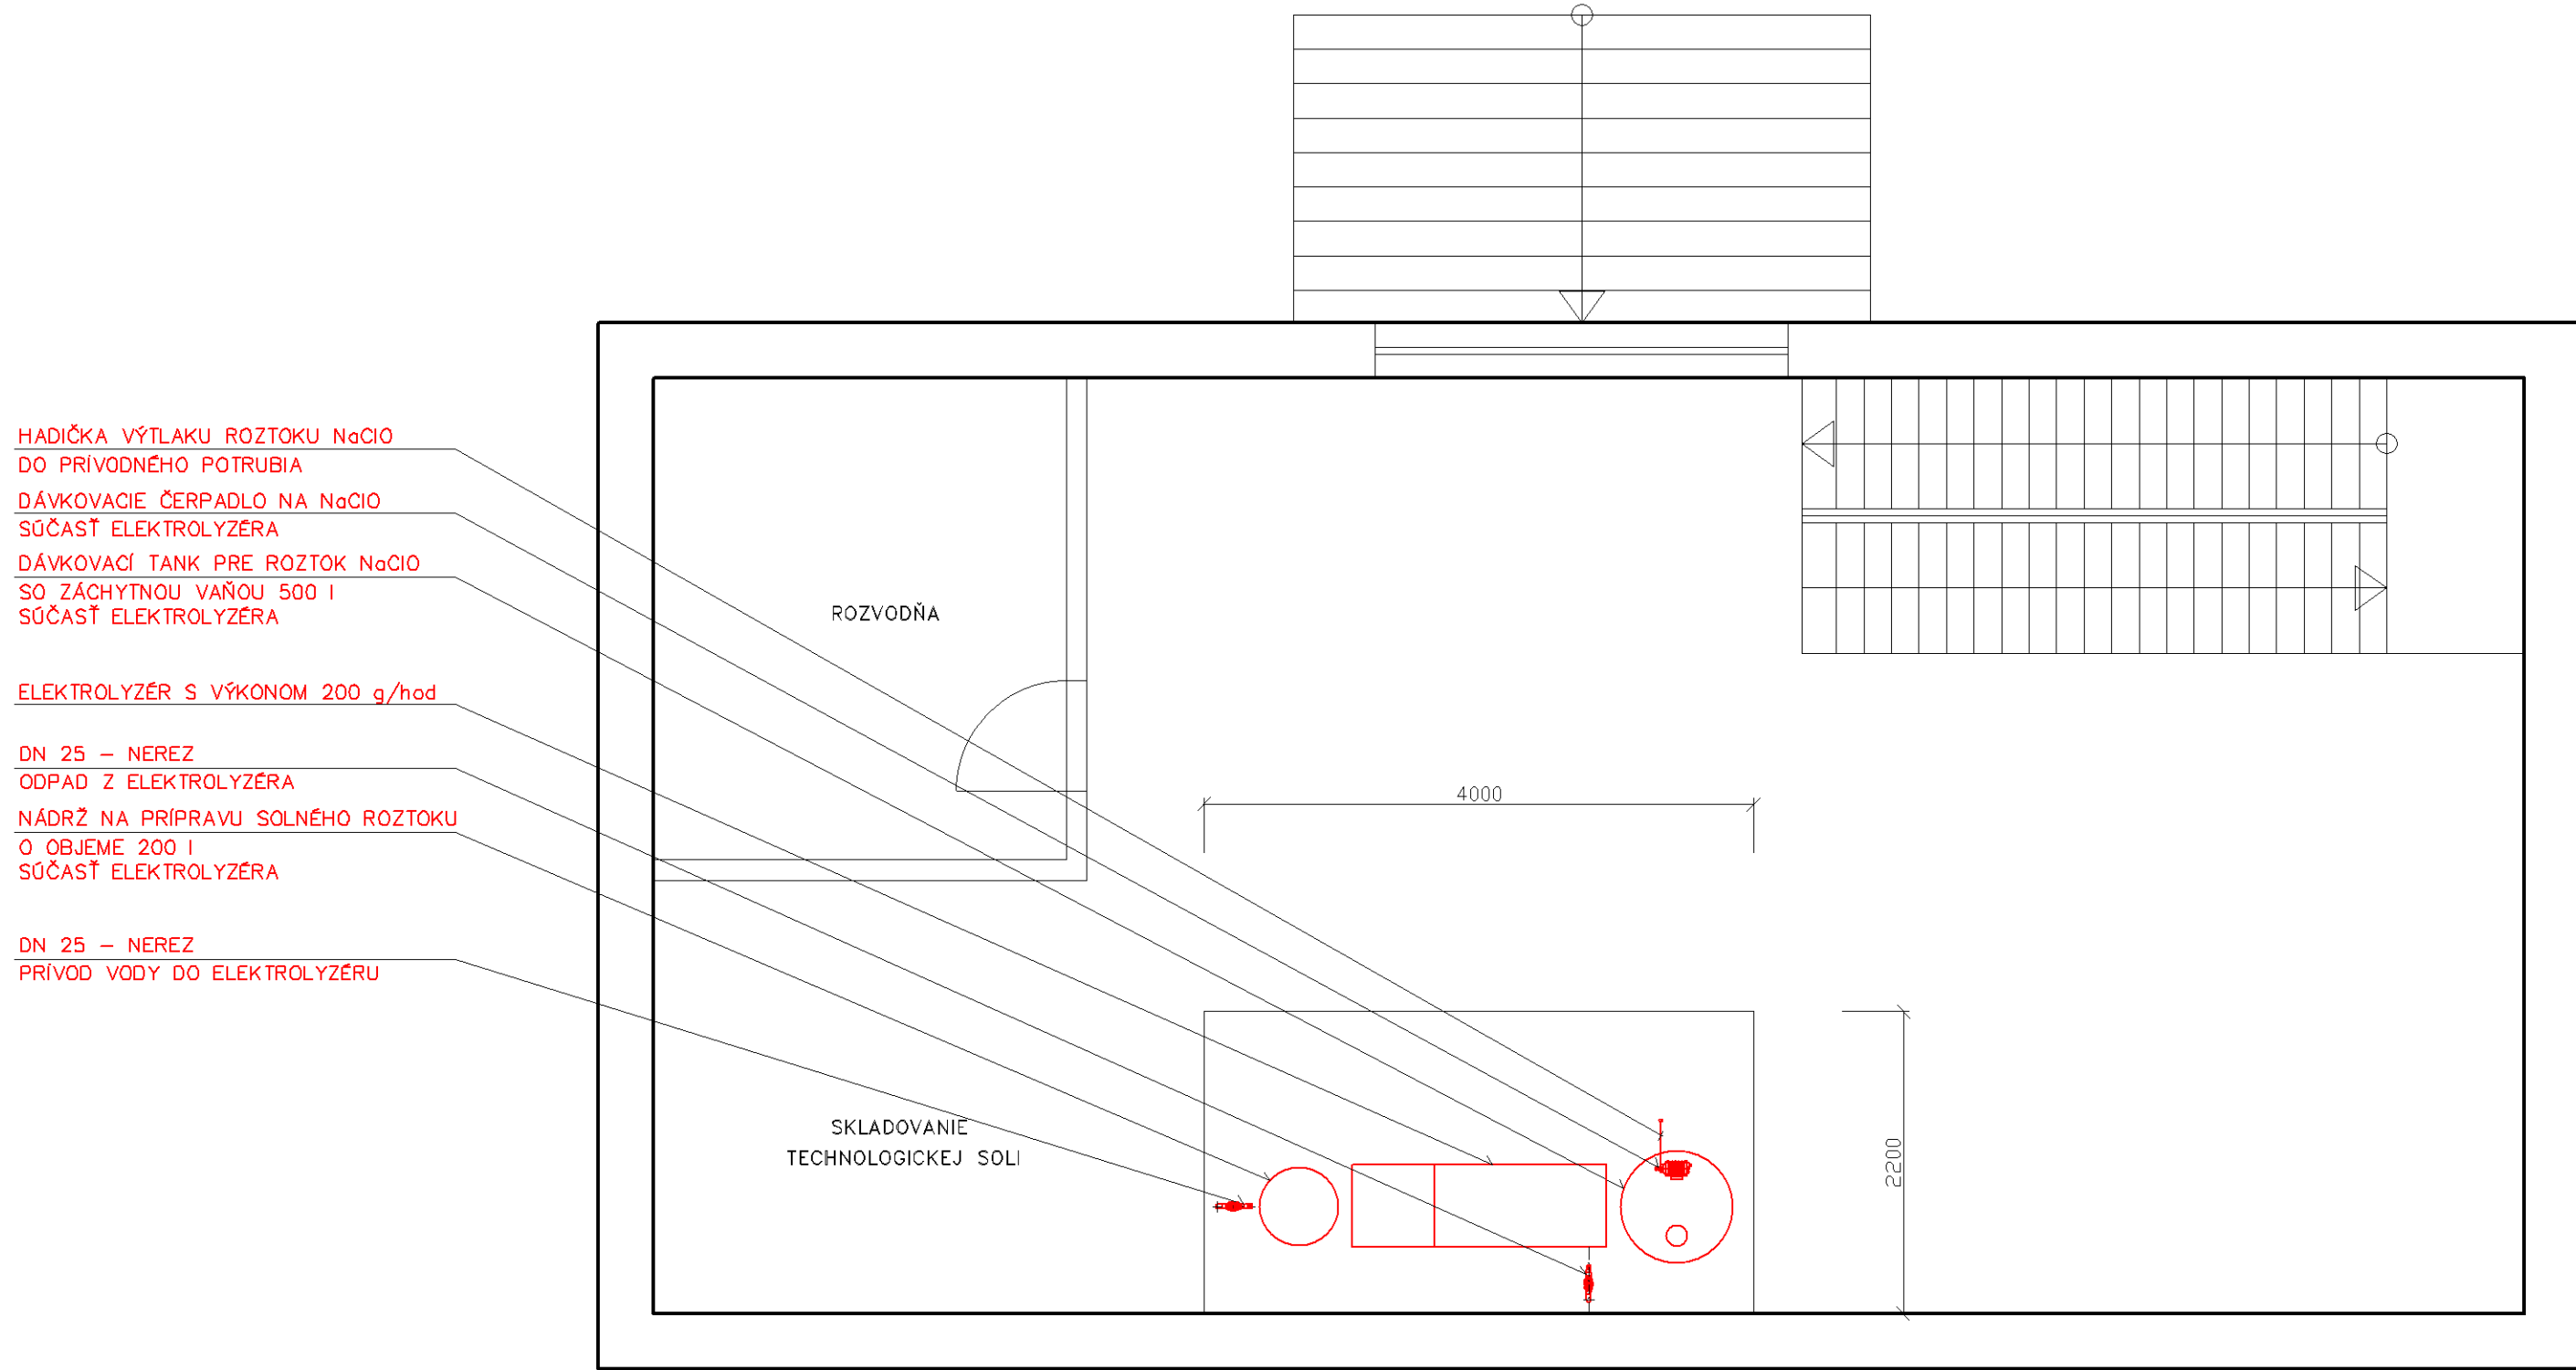 HADIČKA VÝTLAKU ROZTOKU NaClO
DO PRÍVODNÉHO POTRUBIA
DÁVKOVACIE ČERPADLO NA NaClO
SÚČASŤ ELEKTROLYZÉRA
DÁVKOVACÍ TANK PRE ROZTOK NaClO
SO ZÁCHYTNOU VAŇOU 500 l
SÚČASŤ ELEKTROLYZÉRA
ELEKTROLYZÉR S VÝKONOM 200 g/hod
DN 25 – NEREZ
ODPAD Z ELEKTROLYZÉRA
NÁDRŽ NA PRÍPRAVU SOLNÉHO ROZTOKU
O OBJEME 200 l
SÚČASŤ ELEKTROLYZÉRA
DN 25 – NEREZ
PRÍVOD VODY DO ELEKTROLYZÉRU
ROZVODŇA
4000
SKLADOVANIE
TECHNOLOGICKEJ SOLI
2200